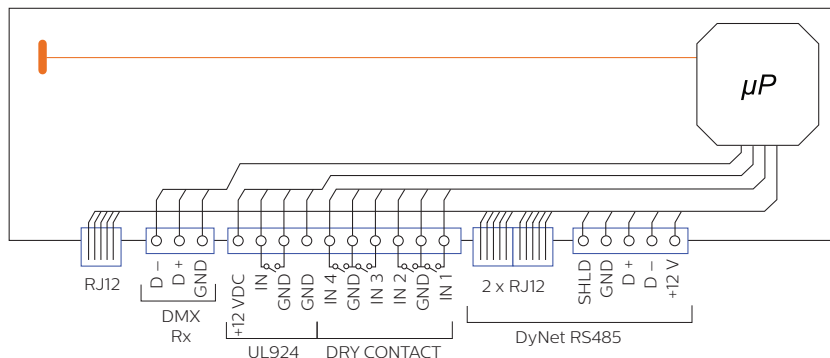 µP
RJ12
D –
D +
GND
DMX
Rx
+12 VDC
IN
GND
GND
UL924
IN 4
GND
IN 3
IN 2
GND
IN 1
DRY CONTACT
2 x RJ12
SHLD
GND
D +
D –
+12 V
DyNet RS485